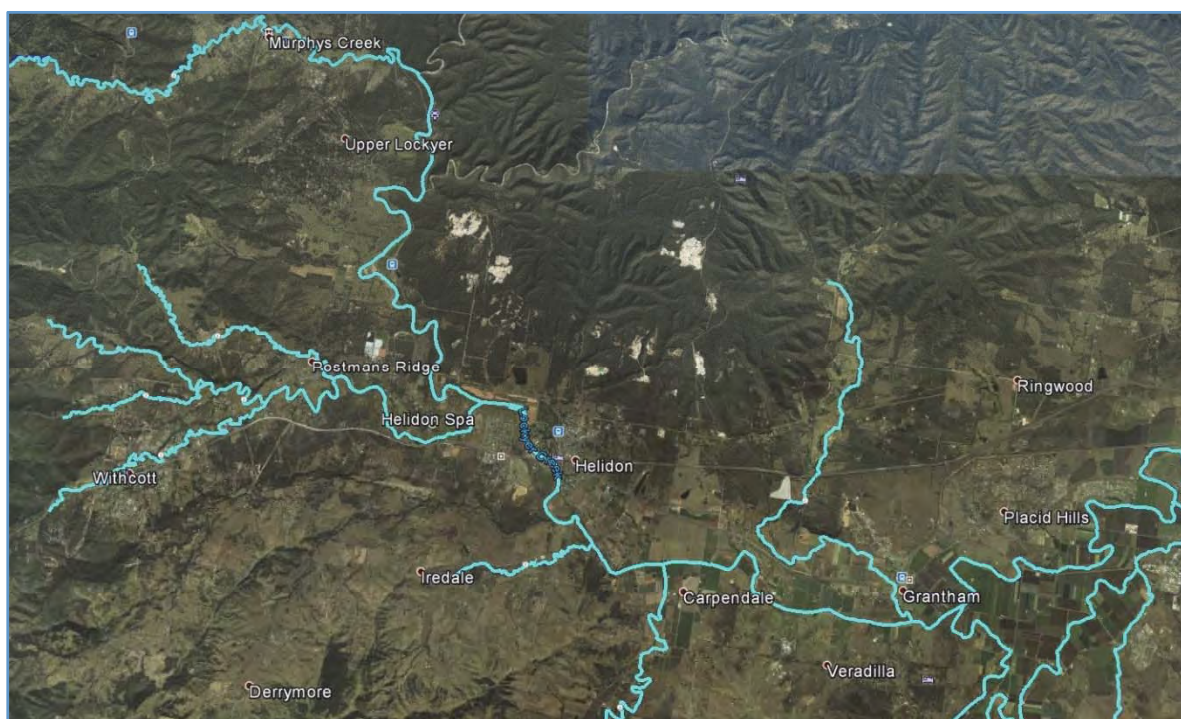 Murphys Creek
Upper Lockyer
Postmans Ridge
Ringwood
Helidon Spa
Helidon
Withcott
Placid Hills
Iredale
Carpendale
Grantham
Veradilla
Derrymore